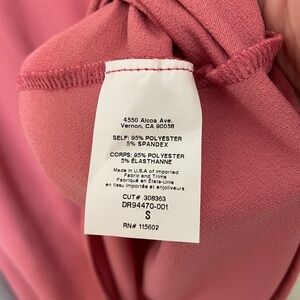 4550 Alcoa Ave.
Vernon, CA 90058
SELF: 95% POLYESTER
5% SPANDEX
CORPS: 95% POLYESTER
5% ÉLASTHANNE
Made in U.S.A of Imported
Fabric and Trims
Fabriqué en États-Unis
en tissu importés et enjoliveurs
CUT# 308363
DR94470-001
S
RN# 115602